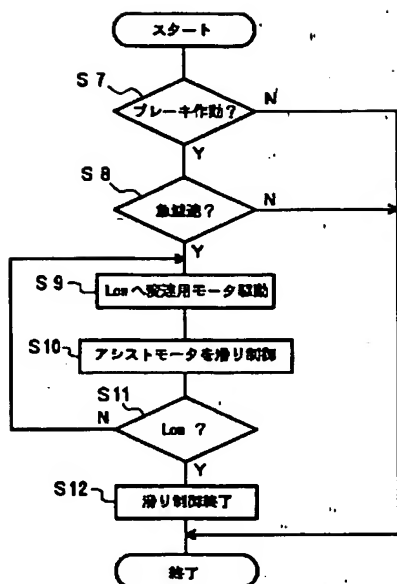 スタート
S7
ブレーキ作動?
N
Y
S8
急減速?
N
Y
S9
Lowへ変速用モータ駆動
S10
アシストモータを滑り制御
S11
N
Low ?
Y
S12
滑り制御終了
終了